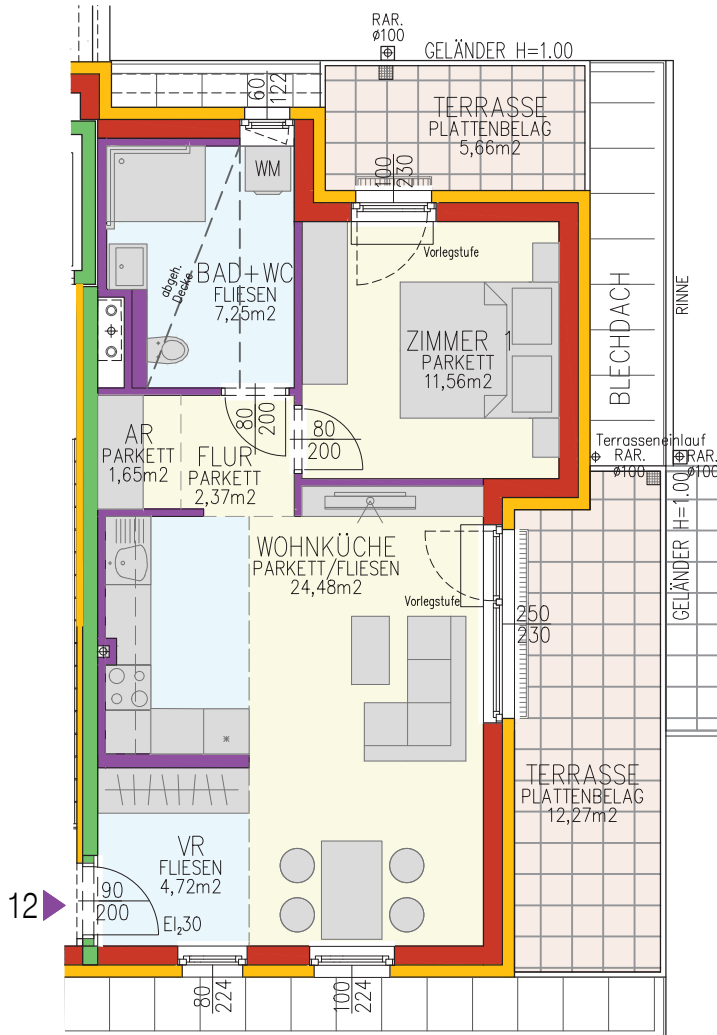 RAR.
ø100
GELÄNDER H=1.00
60
122
TERRASSE
PLATTENBELAG
5,66m2
WM
100
230
Vorlegstufe
abgeh.
Decke
BAD+WC
FLIESEN
7,25m2
BLECHDACH
RINNE
ZIMMER 1
PARKETT
11,56m2
80
200
80
200
AR
PARKETT
1,65m2
FLUR
PARKETT
2,37m2
Terrasseneinlauf
RAR.
ø100
RAR.
ø100
GELÄNDER H=1.00
WOHNKÜCHE
PARKETT/FLIESEN
24,48m2
Vorlegstufe
250
230
TERRASSE
PLATTENBELAG
12,27m2
VR
FLIESEN
4,72m2
12
90
200
EI₂30
80
224
100
224